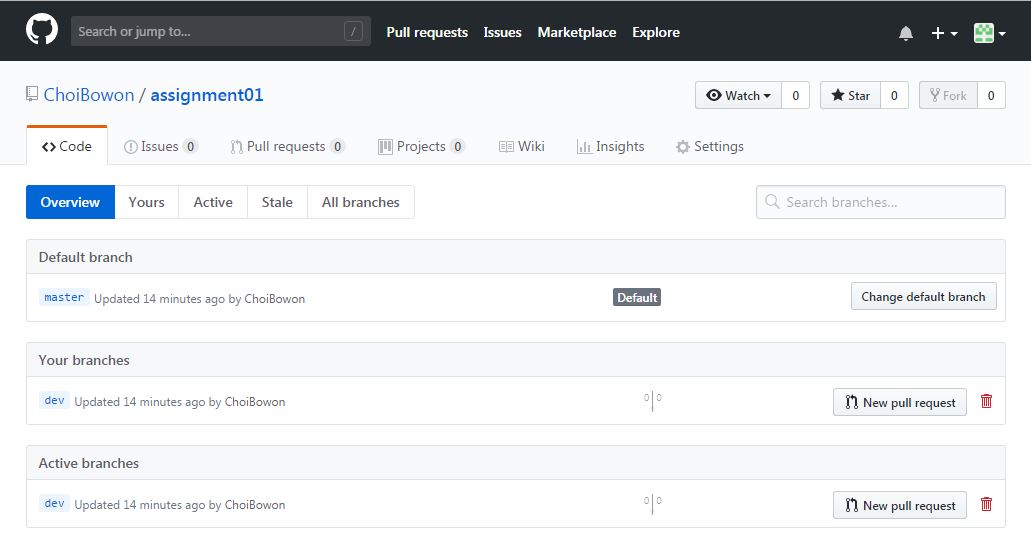 Search or jump to... / Pull requests Issues Marketplace Explore
ChoiBowon / assignment01 Watch 0 Star 0 Fork 0
Code Issues 0 Pull requests 0 Projects 0 Wiki Insights Settings
Overview Yours Active Stale All branches Search branches...
Default branch
master Updated 14 minutes ago by ChoiBowon Default Change default branch
Your branches
dev Updated 14 minutes ago by ChoiBowon 0 0 New pull request
Active branches
dev Updated 14 minutes ago by ChoiBowon 0 0 New pull request